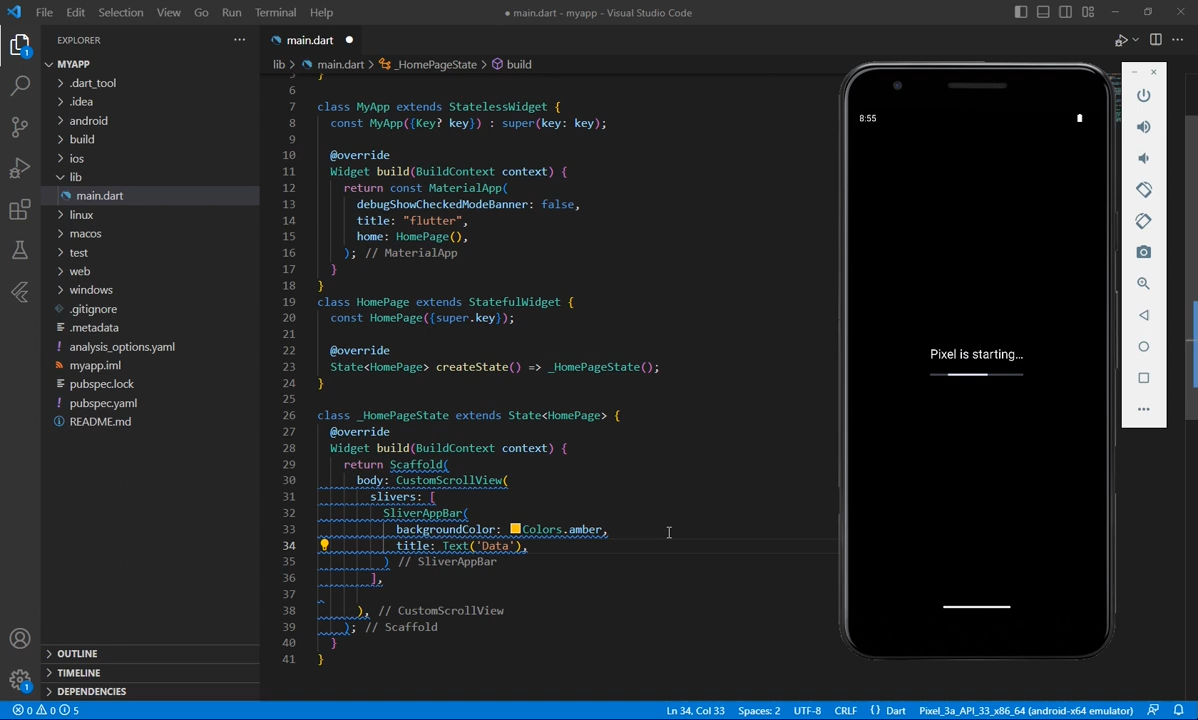 File Edit Selection View Go Run Terminal Help
● main.dart - myapp - Visual Studio Code
EXPLORER
MYAPP
.dart_tool
.idea
android
build
ios
lib
main.dart
linux
macos
test
web
windows
.gitignore
.metadata
analysis_options.yaml
myapp.iml
pubspec.lock
pubspec.yaml
README.md
OUTLINE
TIMELINE
DEPENDENCIES
main.dart
lib > main.dart > _HomePageState > build
6
7 class MyApp extends StatelessWidget {
8 const MyApp({Key? key}) : super(key: key);
9
10 @override
11 Widget build(BuildContext context) {
12 return const MaterialApp(
13 debugShowCheckedModeBanner: false,
14 title: "flutter",
15 home: HomePage(),
16 ); // MaterialApp
17 }
18 }
19 class HomePage extends StatefulWidget {
20 const HomePage({super.key});
21
22 @override
23 State<HomePage> createState() => _HomePageState();
24 }
25
26 class _HomePageState extends State<HomePage> {
27 @override
28 Widget build(BuildContext context) {
29 return Scaffold(
30 body: CustomScrollView(
31 slivers: [
32 SliverAppBar(
33 backgroundColor: Colors.amber,
34 title: Text('Data'),
35 ) // SliverAppBar
36 ],
37
38 ), // CustomScrollView
39 ); // Scaffold
40 }
41 }
8:55
Pixel is starting...
1
1
0 0 5
Ln 34, Col 33 Spaces: 2 UTF-8 CRLF {} Dart Pixel_3a_API_33_x86_64 (android-x64 emulator)